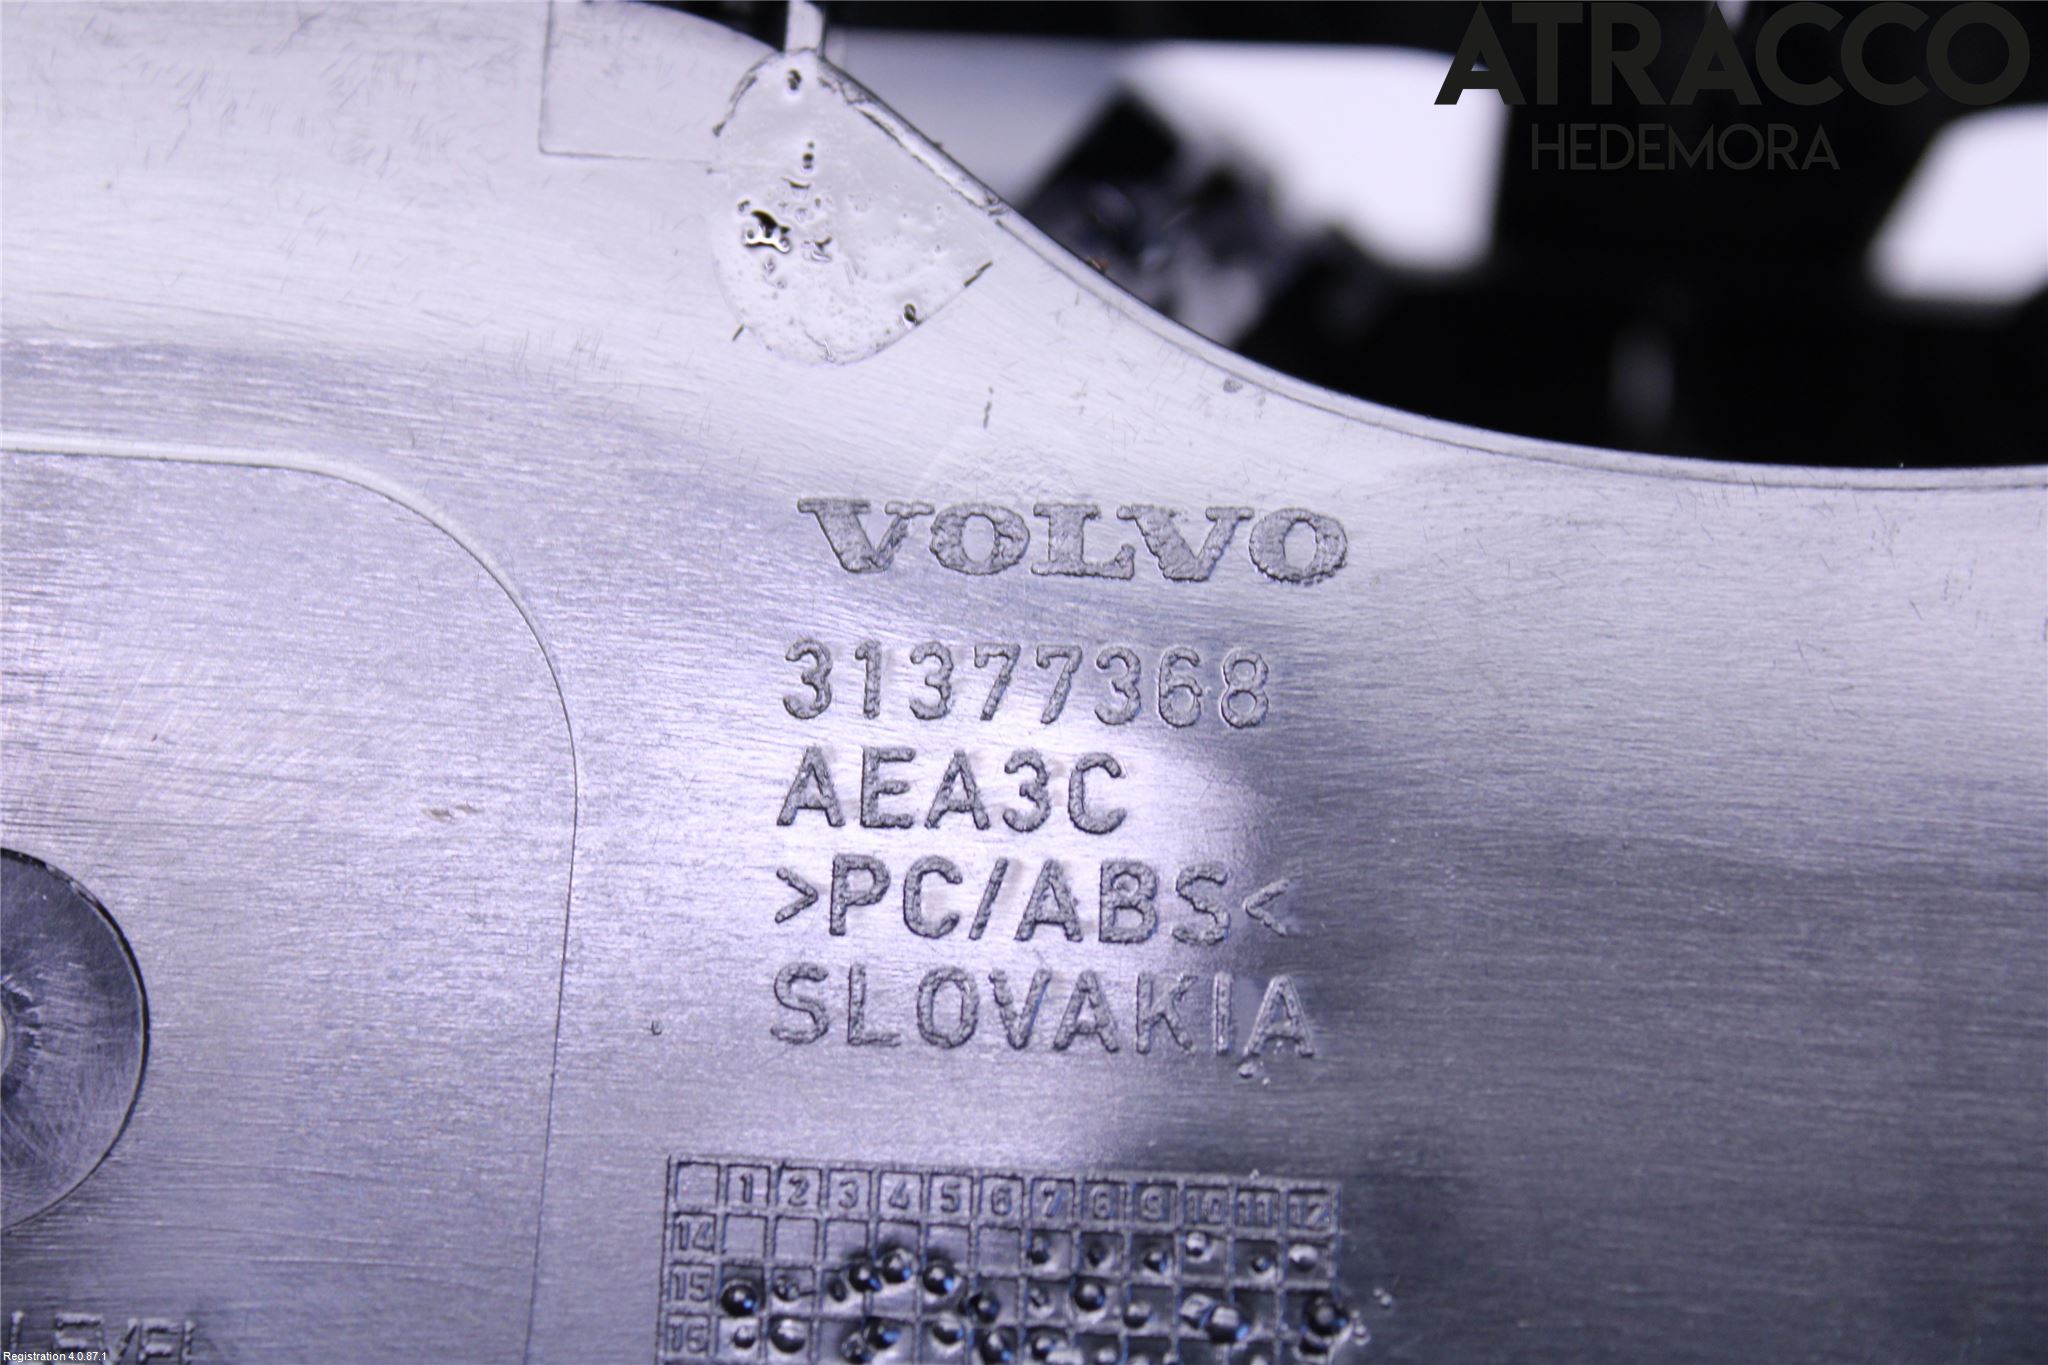 ATRACCO
HEDEMORA
VOLVO
31377368
AEA3C
>PC/ABS<
SLOVAKIA
1 2 3 4 5 6 7 8 9 10 11 12
14
15
16
LEVEL
Registration 4.0.87.1